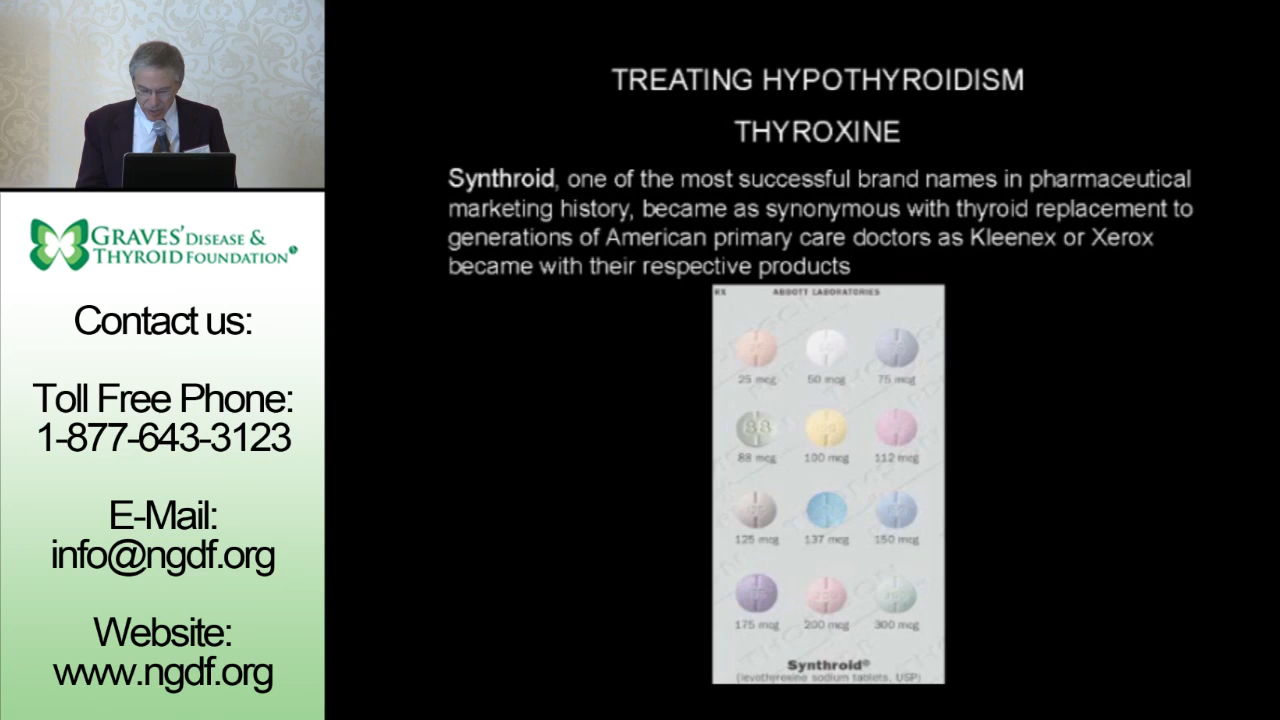 TREATING HYPOTHYROIDISM
THYROXINE
Synthroid, one of the most successful brand names in pharmaceutical
marketing history, became as synonymous with thyroid replacement to
generations of American primary care doctors as Kleenex or Xerox
became with their respective products
RX ABBOTT LABORATORIES
25 mcg 50 mcg 75 mcg
88
88 mcg 100 mcg 112 mcg
125 mcg 137 mcg 150 mcg
175 mcg 200 mcg 300 mcg
Synthroid®
(levothyroxine sodium tablets, USP)
GRAVES' DISEASE &
THYROID FOUNDATION
Contact us:
Toll Free Phone:
1-877-643-3123
E-Mail:
info@ngdf.org
Website:
www.ngdf.org